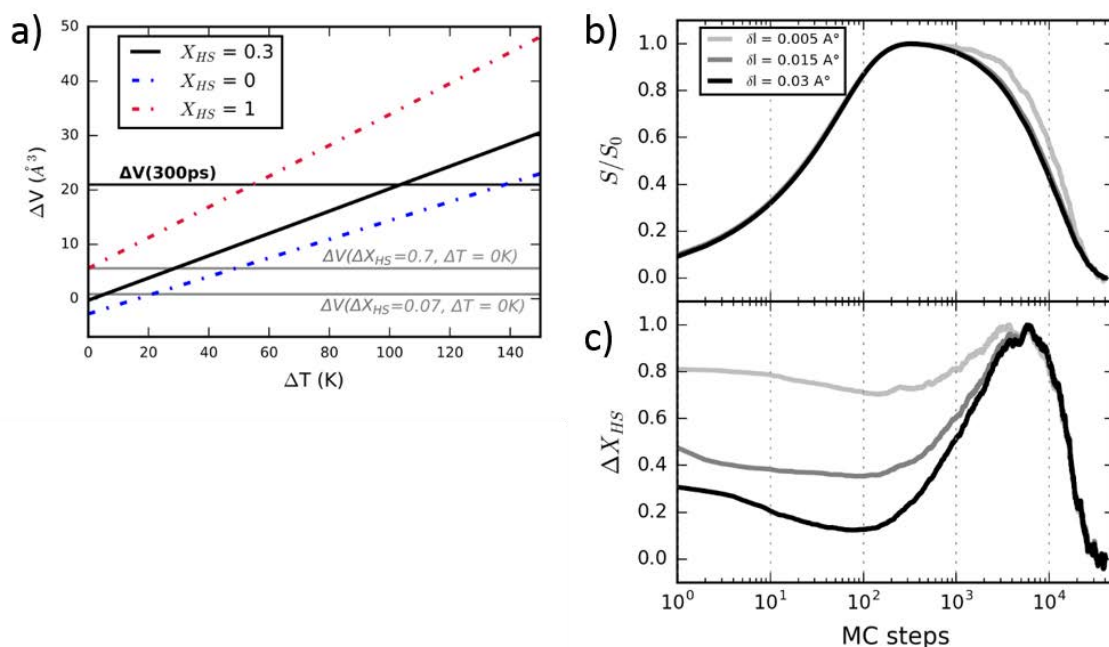 a)
50
40
30
20
10
0
ΔV (Å³)
X_HS = 0.3
X_HS = 0
X_HS = 1
ΔV(300ps)
ΔV(ΔX_HS=0.7, ΔT = 0K)
ΔV(ΔX_HS=0.07, ΔT = 0K)
0 20 40 60 80 100 120 140
ΔT (K)
b)
1.0
0.8
0.6
0.4
0.2
0.0
S/S₀
δl = 0.005 A°
δl = 0.015 A°
δl = 0.03 A°
c)
1.0
0.8
0.6
0.4
0.2
0.0
ΔX_HS
10⁰ 10¹ 10² 10³ 10⁴
MC steps